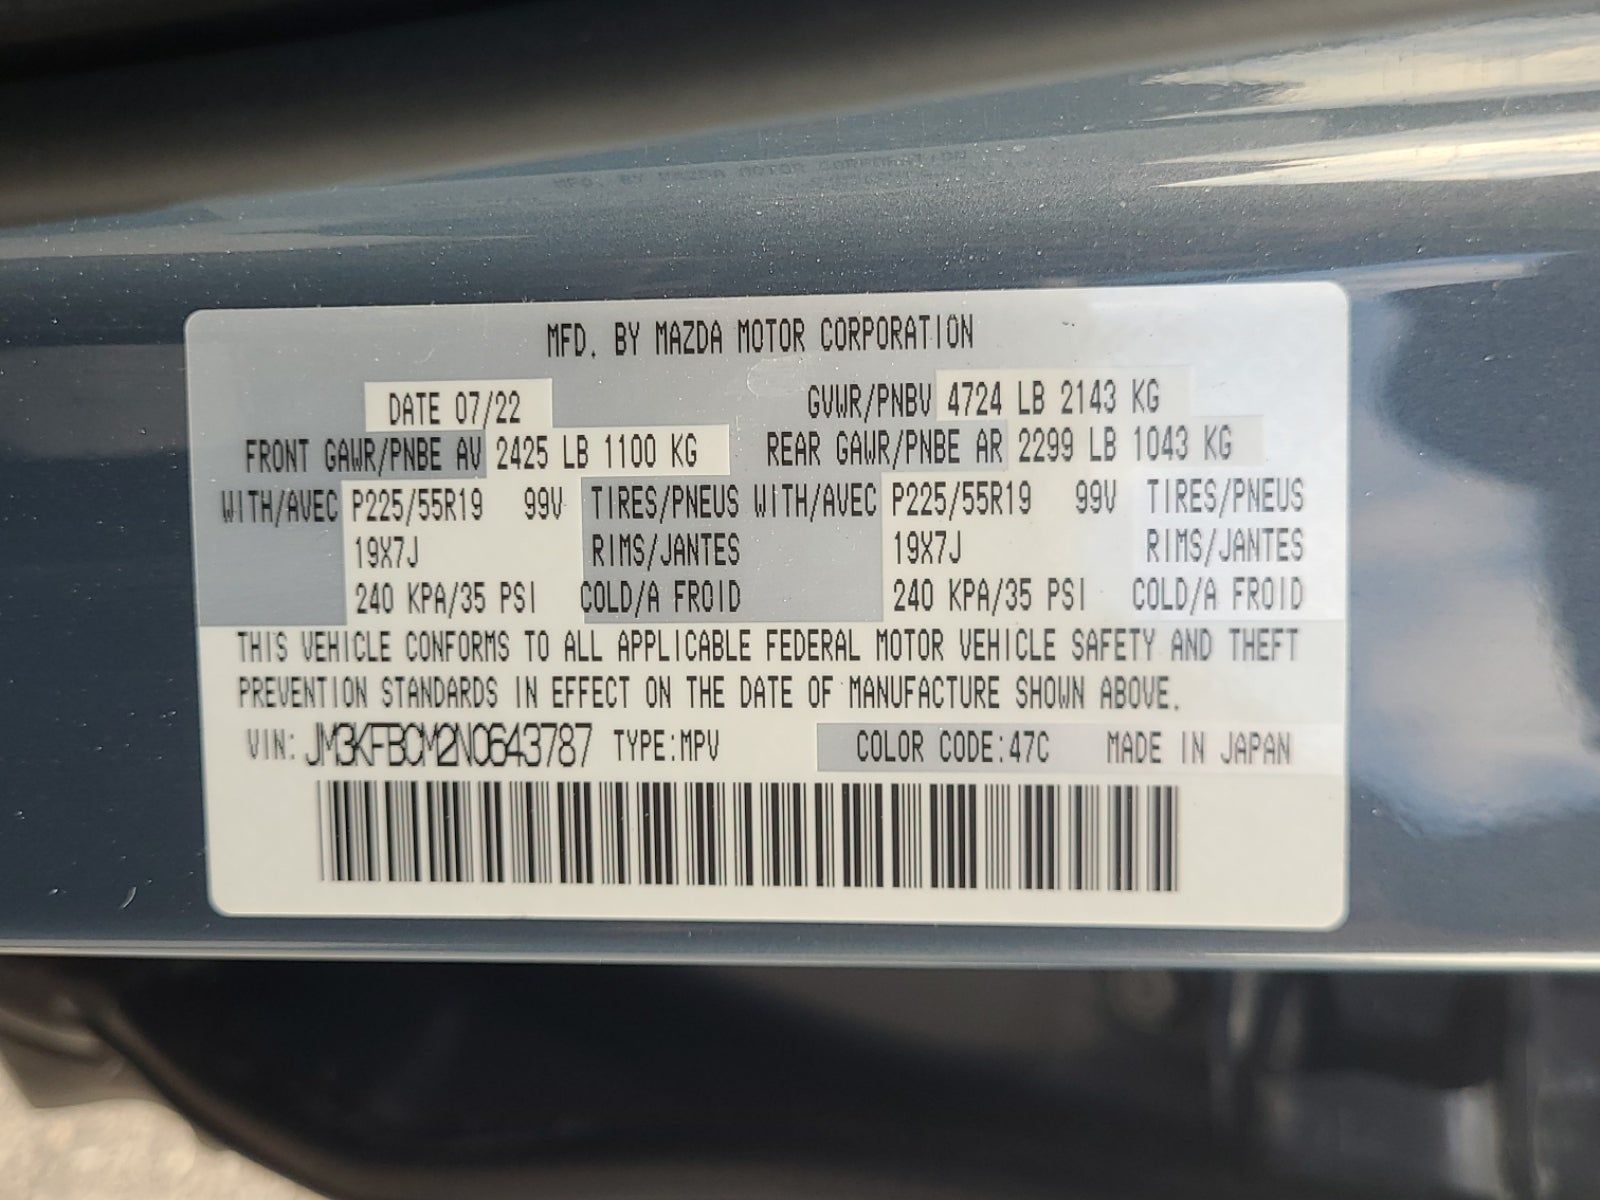 MFD. BY MAZDA MOTOR CORPORATION
DATE 07/22 GVWR/PNBV 4724 LB 2143 KG
FRONT GAWR/PNBE AV 2425 LB 1100 KG REAR GAWR/PNBE AR 2299 LB 1043 KG
WITH/AVEC P225/55R19 99V TIRES/PNEUS WITH/AVEC P225/55R19 99V TIRES/PNEUS
19X7J RIMS/JANTES 19X7J RIMS/JANTES
240 KPA/35 PSI COLD/A FROID 240 KPA/35 PSI COLD/A FROID
THIS VEHICLE CONFORMS TO ALL APPLICABLE FEDERAL MOTOR VEHICLE SAFETY AND THEFT
PREVENTION STANDARDS IN EFFECT ON THE DATE OF MANUFACTURE SHOWN ABOVE.
VIN: JM3KFBCM2N0643787 TYPE:MPV COLOR CODE:47C MADE IN JAPAN